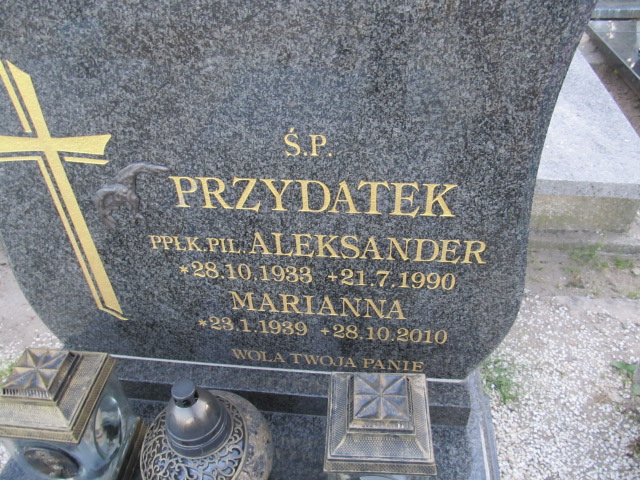 Ś.P.
PRZYDATEK
PPŁK.PIL.ALEKSANDER
*28.10.1933 +21.7.1990
MARIANNA
*23.1.1939 +28.10.2010
WOLA TWOJA PANIE